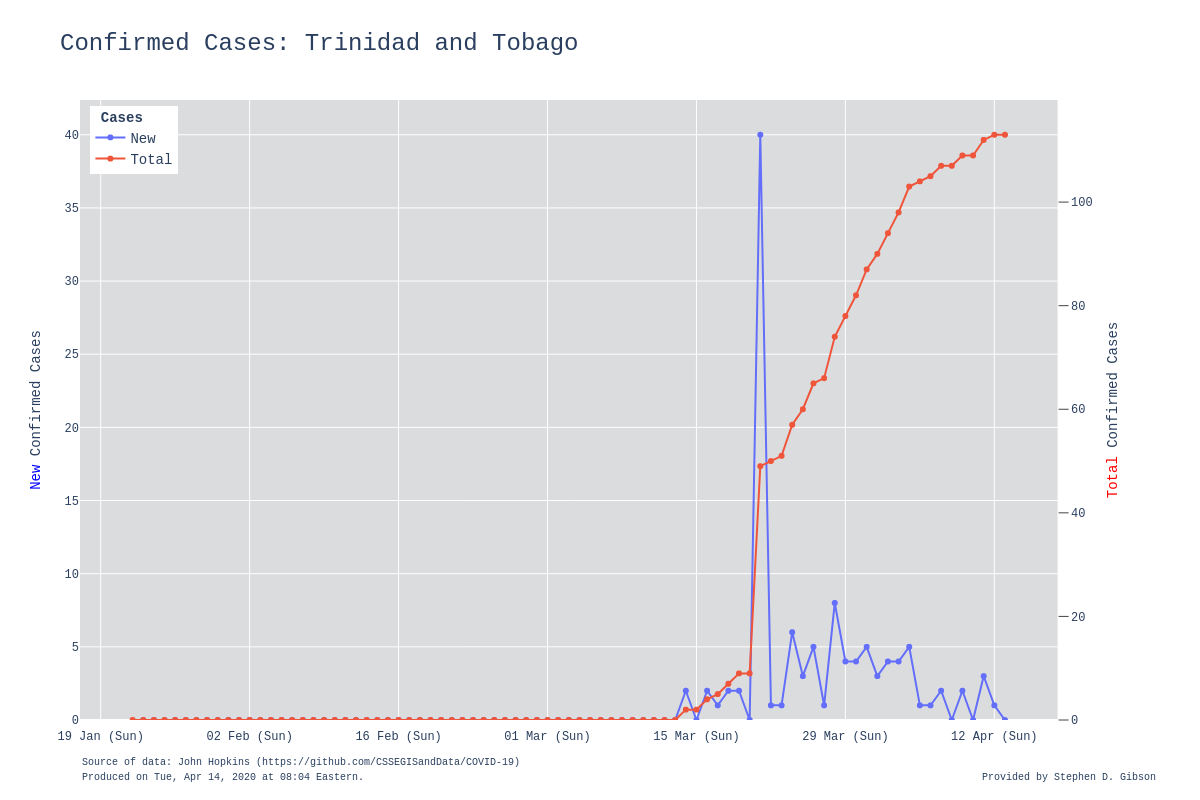 Confirmed Cases: Trinidad and Tobago
Cases
New
Total
40
35
30
25
20
15
10
5
0
100
80
60
40
20
0
New Confirmed Cases
Total Confirmed Cases
19 Jan (Sun) 02 Feb (Sun) 16 Feb (Sun) 01 Mar (Sun) 15 Mar (Sun) 29 Mar (Sun) 12 Apr (Sun)
Source of data: John Hopkins (https://github.com/CSSEGISandData/COVID-19)
Produced on Tue, Apr 14, 2020 at 08:04 Eastern.
Provided by Stephen D. Gibson